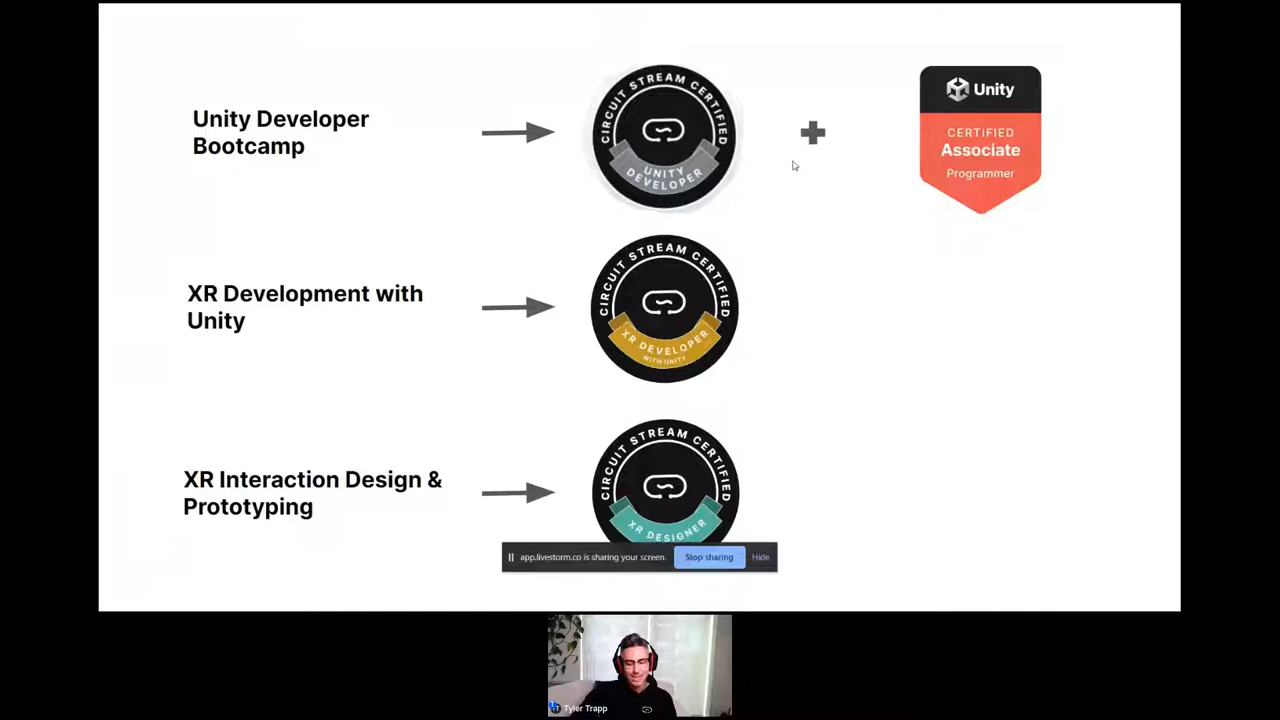 Unity Developer
Bootcamp
CIRCUIT STREAM CERTIFIED
UNITY
DEVELOPER
Unity
CERTIFIED
Associate
Programmer
XR Development with
Unity
CIRCUIT STREAM CERTIFIED
XR DEVELOPER
WITH UNITY
XR Interaction Design &
Prototyping
CIRCUIT STREAM CERTIFIED
XR DESIGNER
app.livestorm.co is sharing your screen.
Stop sharing
Hide
Tyler Trapp